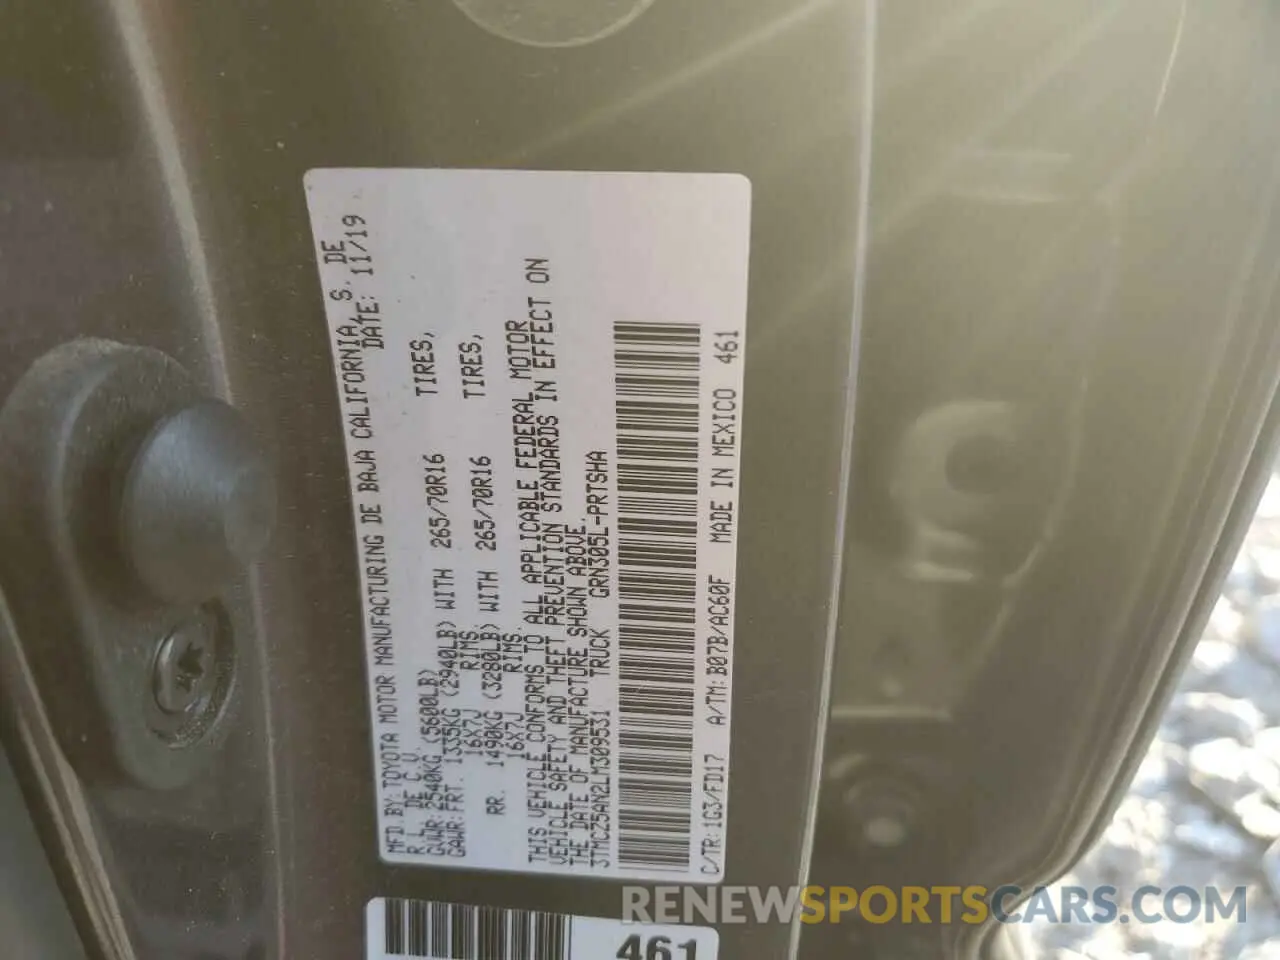 MFD.BY: TOYOTA MOTOR MANUFACTURING DE BAJA CALIFORNIA, S. DE
R.L. DE C.V. DATE: 11/19
GVWR: 2540KG (5600LB)
GAWR: FRT. 1335KG (2940LB) WITH 265/70R16 TIRES,
16X7J RIMS
RR. 1490KG (3280LB) WITH 265/70R16 TIRES,
16X7J RIMS.
THIS VEHICLE CONFORMS TO ALL APPLICABLE FEDERAL MOTOR
VEHICLE SAFETY AND THEFT PREVENTION STANDARDS IN EFFECT ON
THE DATE OF MANUFACTURE SHOWN ABOVE.
3TMCZ5AN2LM309531 TRUCK GRN305L-PRTSHA
C/TR: 1G3/FD17 A/TM: B07B/AC60F MADE IN MEXICO 461
461
RENEWSPORTSCARS.COM